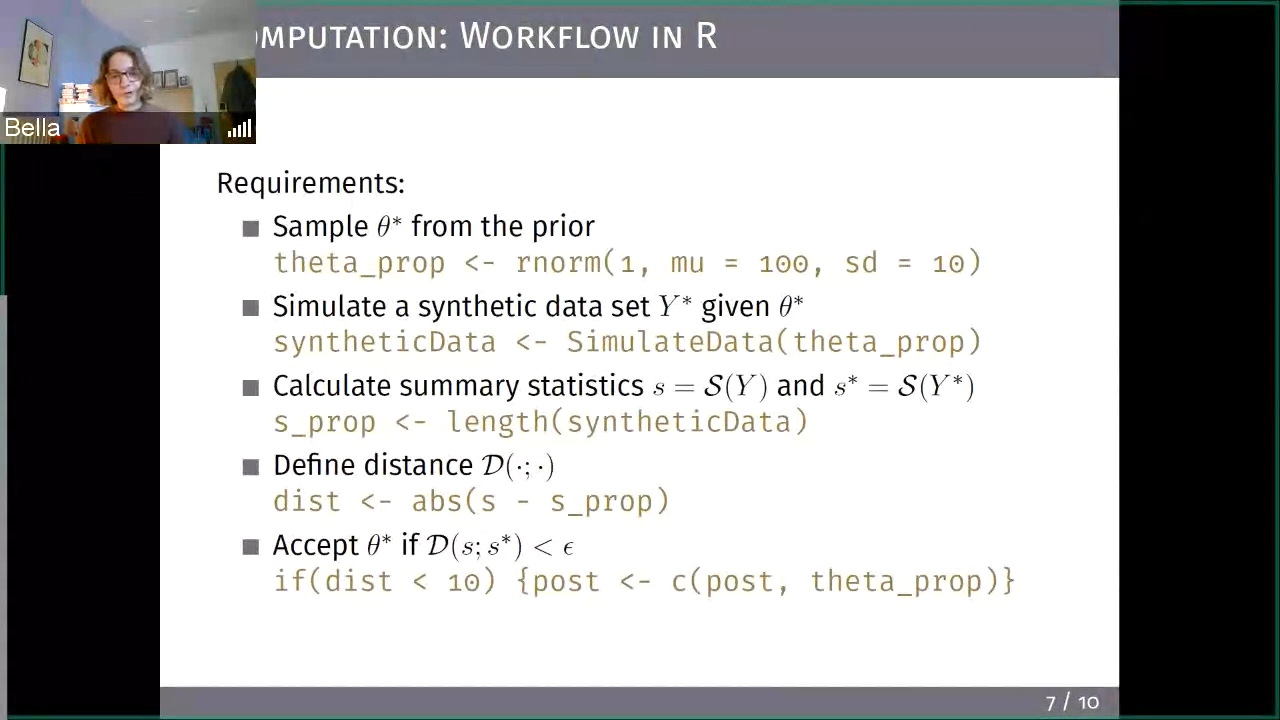 OMPUTATION: WORKFLOW IN R
Bella
Requirements:
Sample θ* from the prior
theta_prop <- rnorm(1, mu = 100, sd = 10)
Simulate a synthetic data set Y* given θ*
syntheticData <- SimulateData(theta_prop)
Calculate summary statistics s = S(Y) and s* = S(Y*)
s_prop <- length(syntheticData)
Define distance D(·; ·)
dist <- abs(s - s_prop)
Accept θ* if D(s; s*) < ϵ
if(dist < 10) {post <- c(post, theta_prop)}
7 / 10